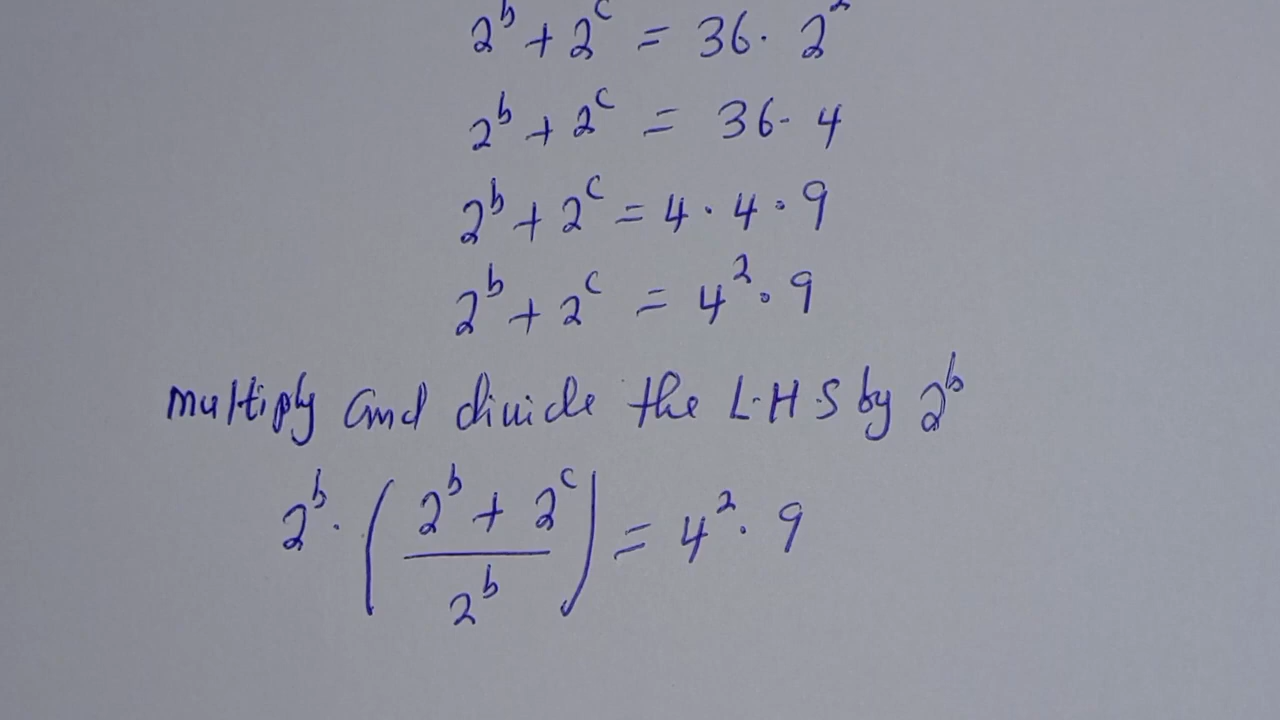 2^b + 2^c = 36 · 2^2
2^b + 2^c = 36 · 4
2^b + 2^c = 4 · 4 · 9
2^b + 2^c = 4^2 · 9
multiply and divide the L·H·S by 2^b
2^b · ( (2^b + 2^c) / 2^b ) = 4^2 · 9